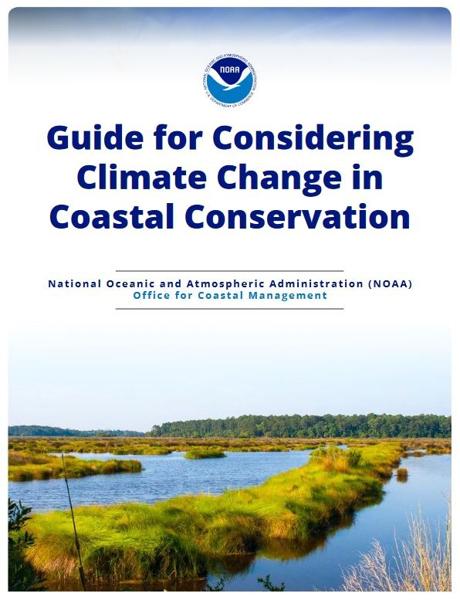 NOAA
Guide for Considering
Climate Change in
Coastal Conservation
National Oceanic and Atmospheric Administration (NOAA)
Office for Coastal Management